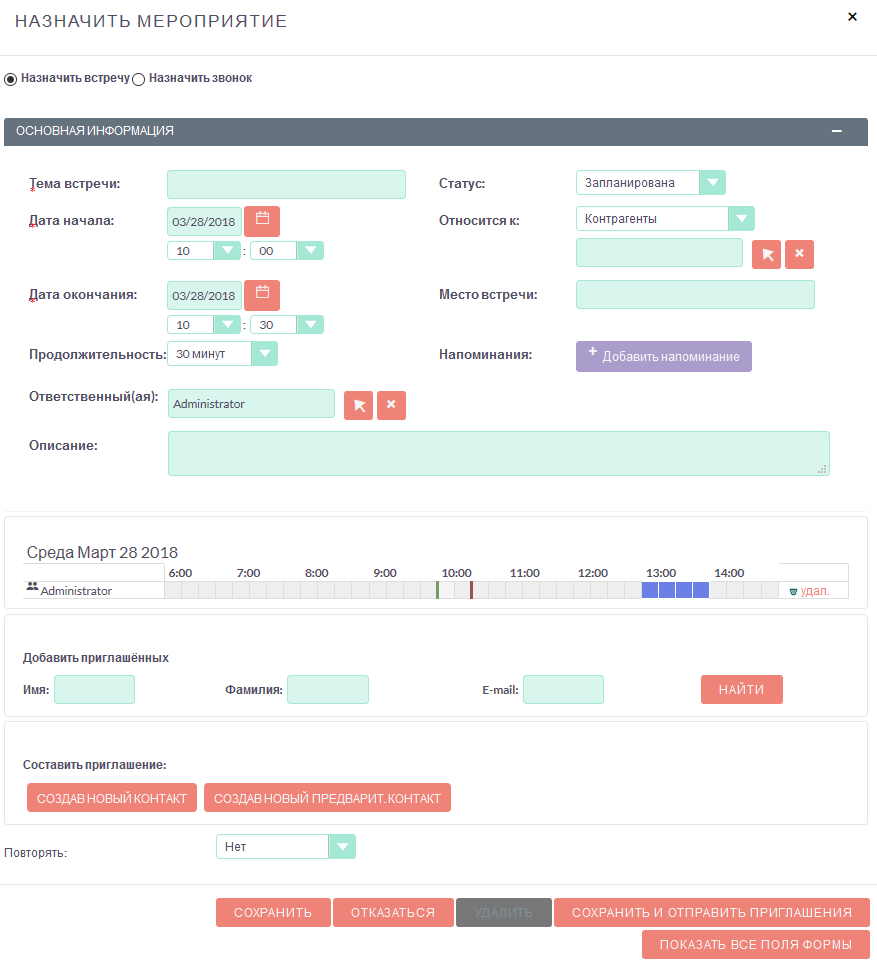 НАЗНАЧИТЬ МЕРОПРИЯТИЕ ×
Назначить встречу Назначить звонок
ОСНОВНАЯ ИНФОРМАЦИЯ
Тема встречи: Статус: Запланирована
Дата начала: 03/28/2018 Относится к: Контрагенты
10 : 00
Дата окончания: 03/28/2018 Место встречи:
10 : 30
Продолжительность: 30 минут Напоминания: + Добавить напоминание
Ответственный(ая): Administrator
Описание:
Среда Март 28 2018
6:00 7:00 8:00 9:00 10:00 11:00 12:00 13:00 14:00
Administrator удал.
Добавить приглашённых
Имя: Фамилия: E-mail: НАЙТИ
Составить приглашение:
СОЗДАВ НОВЫЙ КОНТАКТ СОЗДАВ НОВЫЙ ПРЕДВАРИТ. КОНТАКТ
Повторять: Нет
СОХРАНИТЬ ОТКАЗАТЬСЯ УДАЛИТЬ СОХРАНИТЬ И ОТПРАВИТЬ ПРИГЛАШЕНИЯ
ПОКАЗАТЬ ВСЕ ПОЛЯ ФОРМЫ